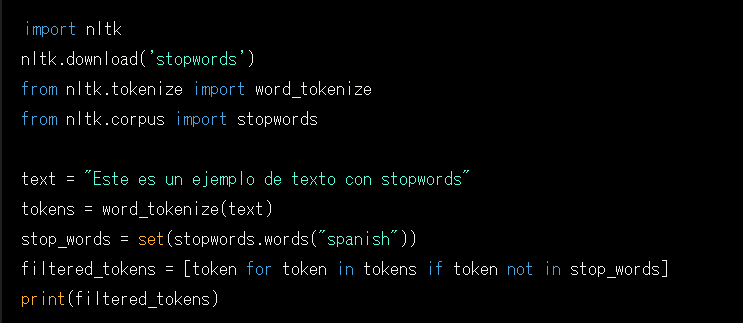 import nltk
nltk.download('stopwords')
from nltk.tokenize import word_tokenize
from nltk.corpus import stopwords
text = "Este es un ejemplo de texto con stopwords"
tokens = word_tokenize(text)
stop_words = set(stopwords.words("spanish"))
filtered_tokens = [token for token in tokens if token not in stop_words]
print(filtered_tokens)